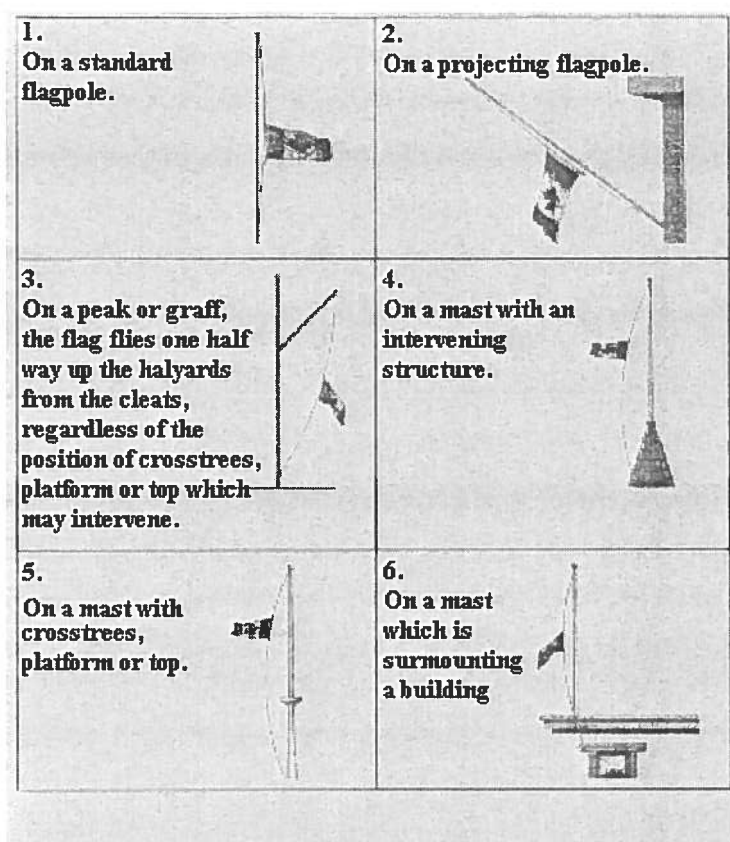 1.
On a standard
flagpole.
2.
On a projecting flagpole.
3.
On a peak or graff,
the flag flies one half
way up the halyards
from the cleats,
regardless of the
position of crosstrees,
platform or top which
may intervene.
4.
On a mast with an
intervening
structure.
5.
On a mast with
crosstrees,
platform or top.
6.
On a mast
which is
surmounting
a building